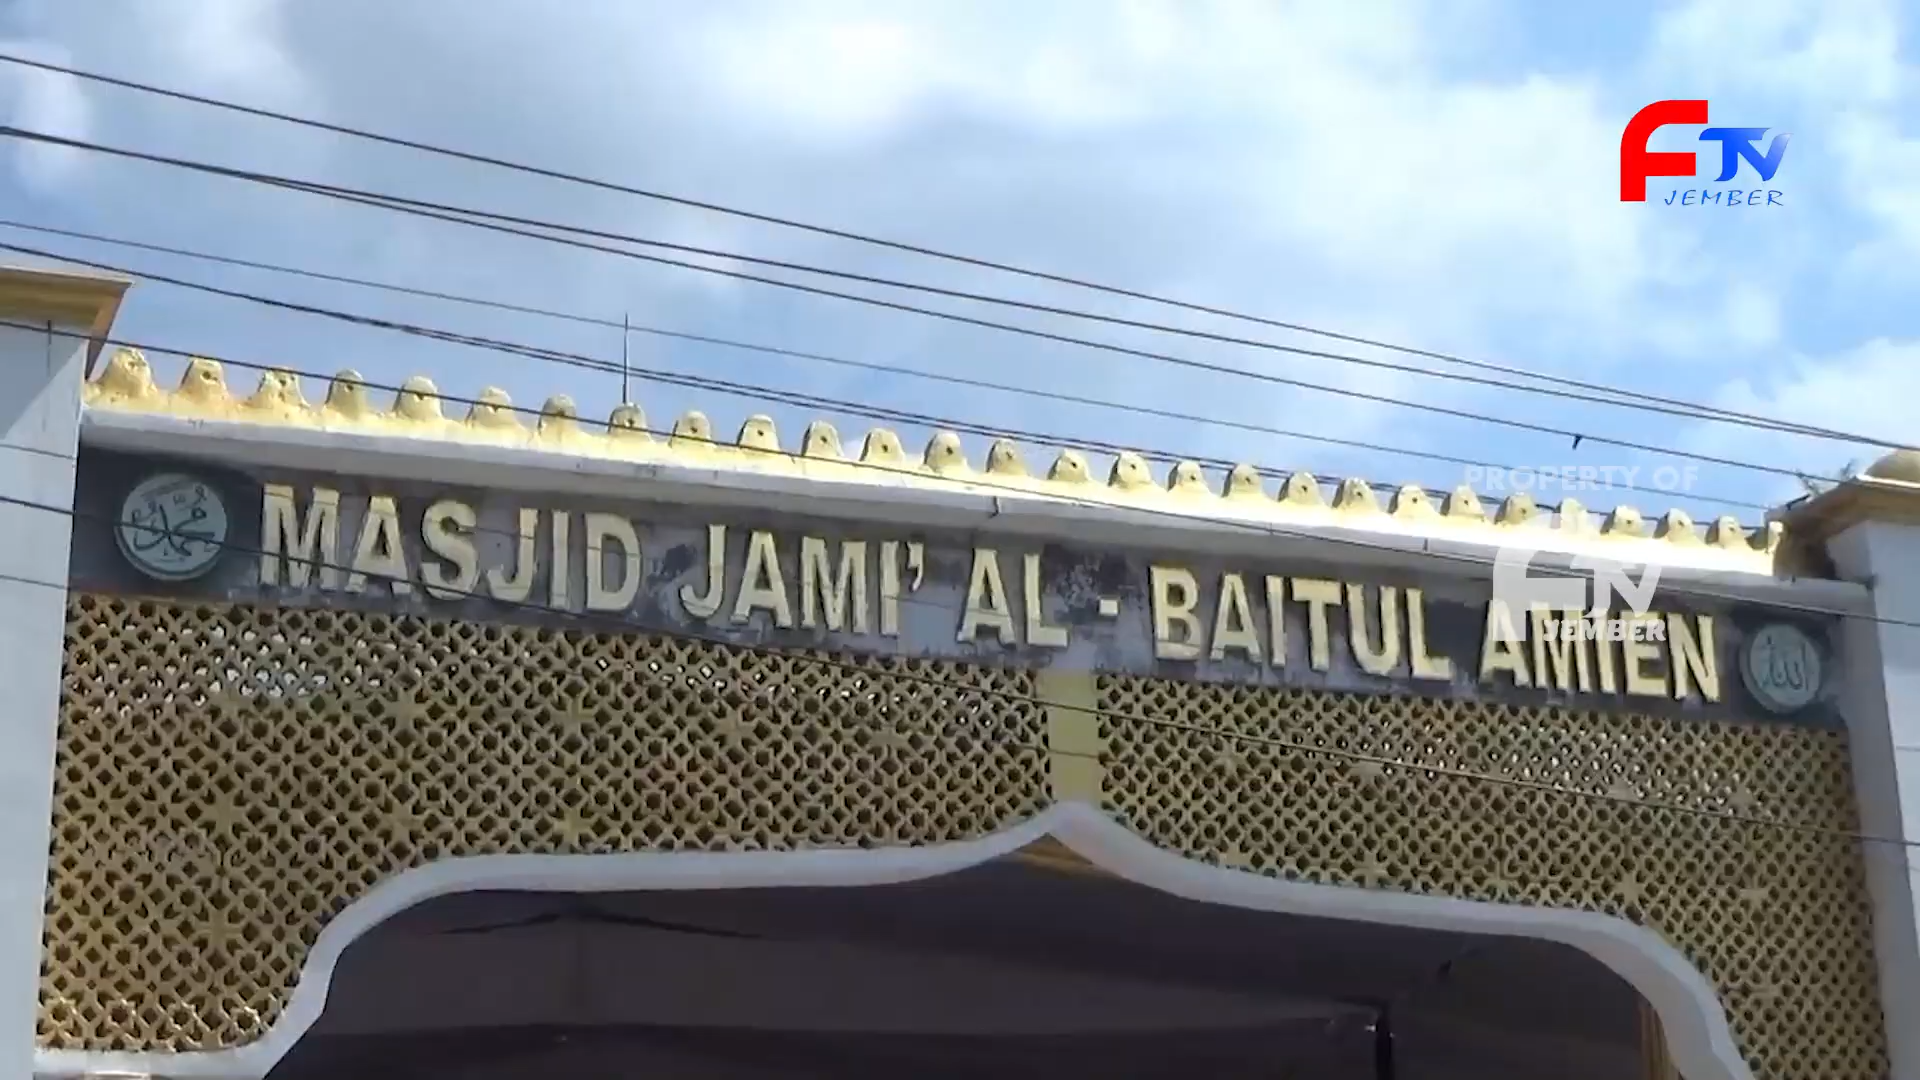 FTV
JEMBER
PROPERTY OF
محمد
MASJID JAMI' AL - BAITUL AMIEN
الله
FTV
JEMBER